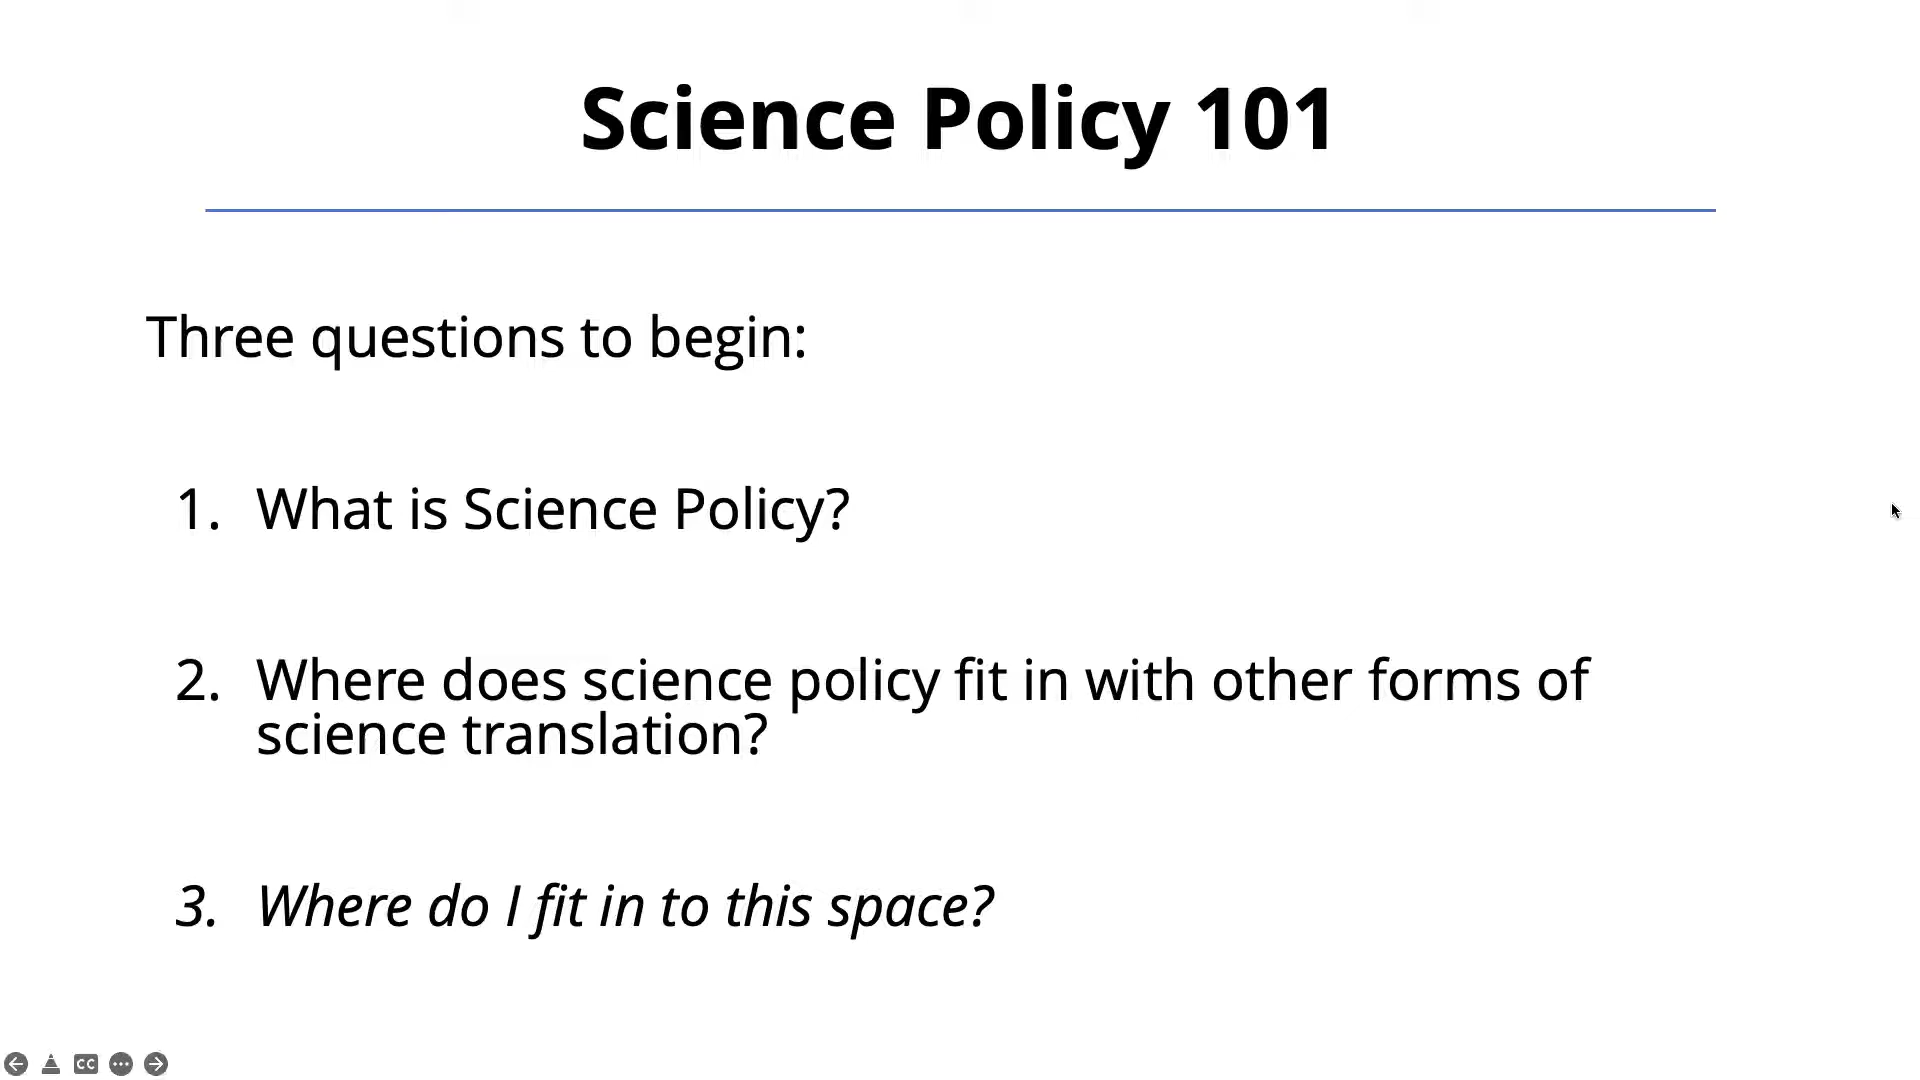 Science Policy 101
Three questions to begin:
1. What is Science Policy?
2. Where does science policy fit in with other forms of
science translation?
3. Where do I fit in to this space?
CC